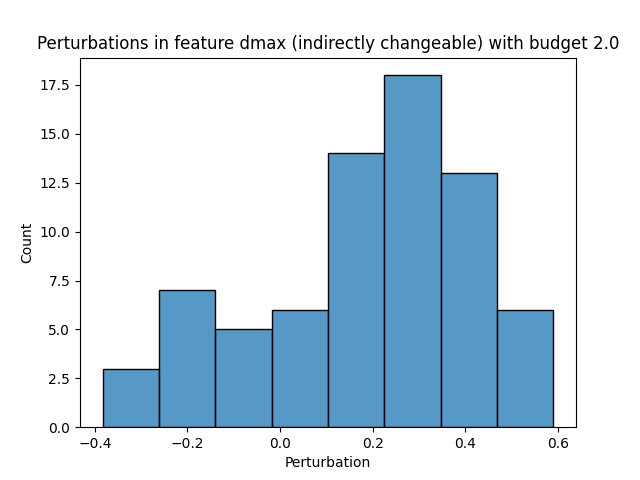 Perturbations in feature dmax (indirectly changeable) with budget 2.0
17.5
15.0
12.5
10.0
7.5
5.0
2.5
0.0
Count
−0.4 −0.2 0.0 0.2 0.4 0.6
Perturbation